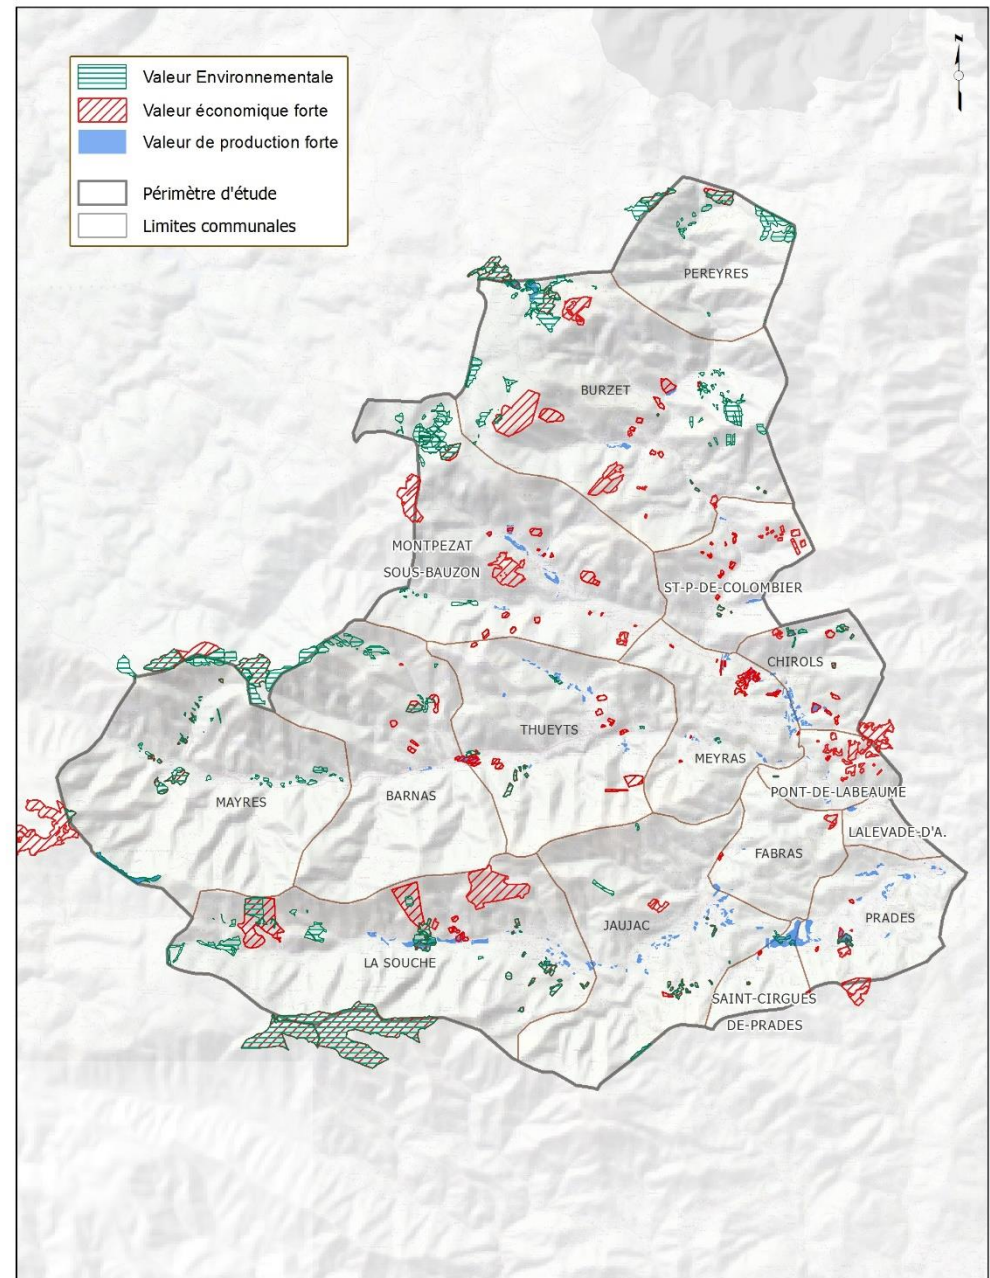 Valeur Environnementale
Valeur économique forte
Valeur de production forte
Périmètre d'étude
Limites communales
N
PEREYRES
BURZET
MONTPEZAT
SOUS-BAUZON
ST-P-DE-COLOMBIER
CHIROLS
THUEYTS
MEYRAS
MAYRES
BARNAS
PONT-DE-LABEAUME
LALEVADE-D'A.
FABRAS
PRADES
JAUJAC
LA SOUCHE
SAINT-CIRGUES
DE-PRADES